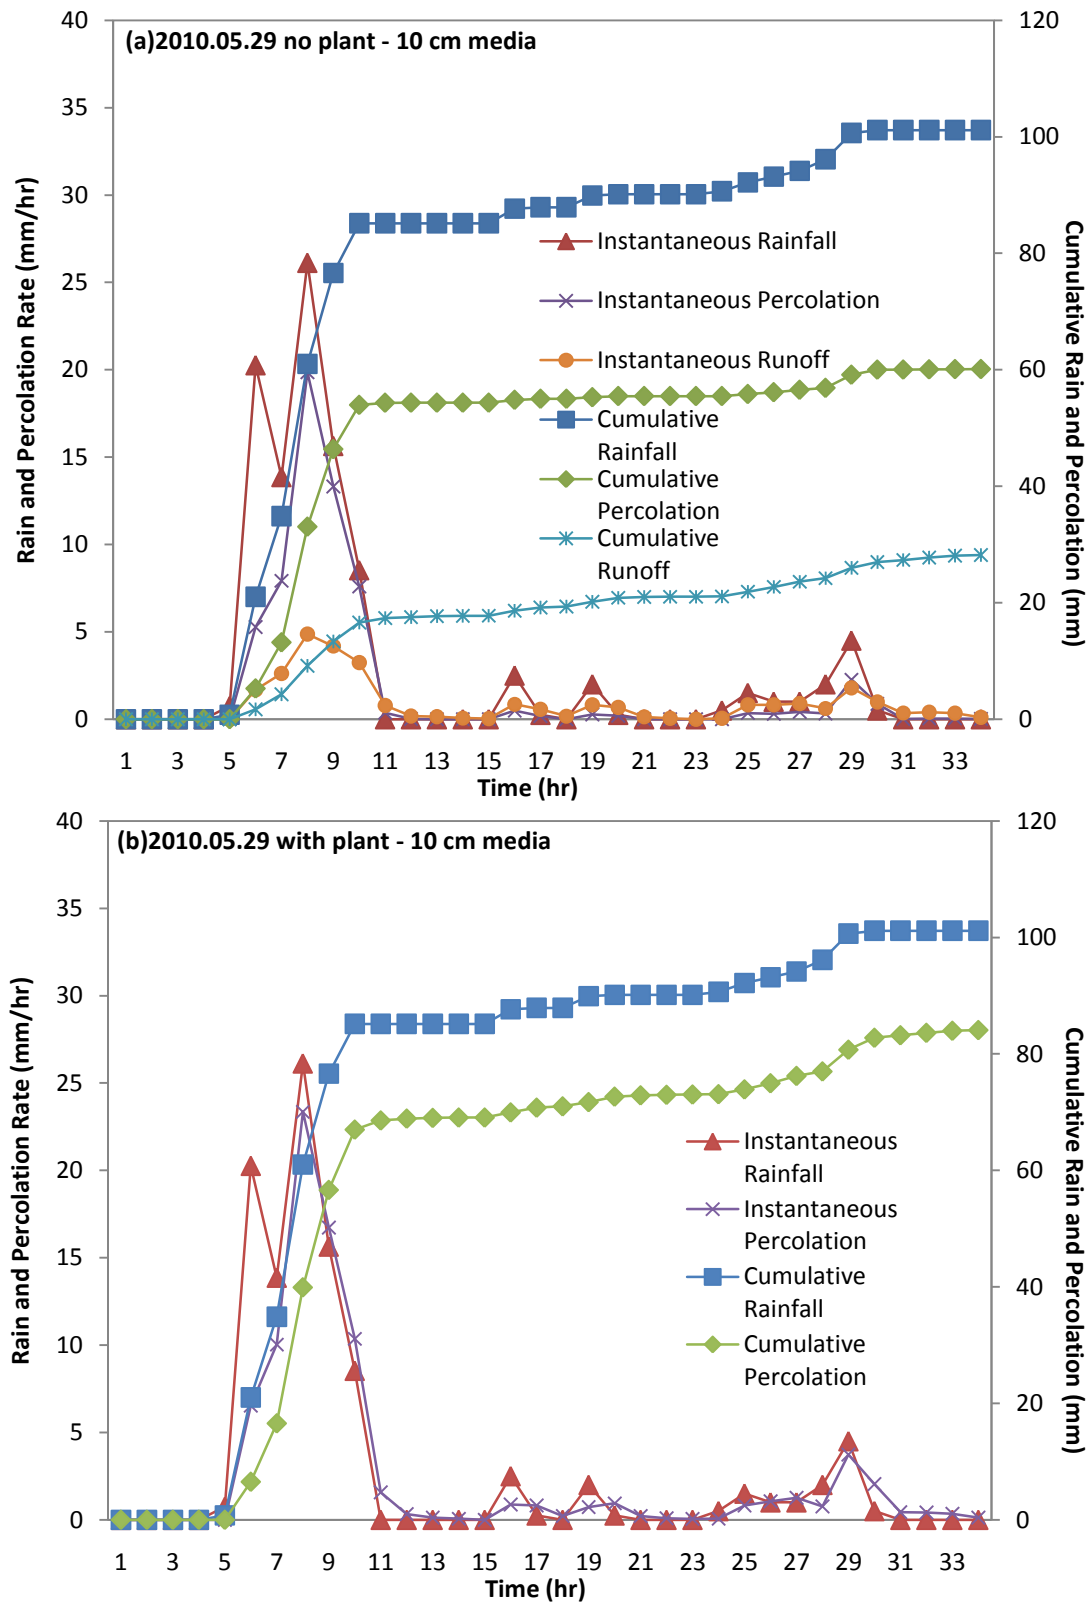 (a)2010.05.29 no plant - 10 cm media
Rain and Percolation Rate (mm/hr)
40
35
30
25
20
15
10
5
0
120
100
80
60
40
20
0
Cumulative Rain and Percolation (mm)
Instantaneous Rainfall
Instantaneous Percolation
Instantaneous Runoff
Cumulative
Rainfall
Cumulative
Percolation
Cumulative
Runoff
1 3 5 7 9 11 13 15 17 19 21 23 25 27 29 31 33
Time (hr)
(b)2010.05.29 with plant - 10 cm media
Rain and Percolation Rate (mm/hr)
40
35
30
25
20
15
10
5
0
120
100
80
60
40
20
0
Cumulative Rain and Percolation (mm)
Instantaneous
Rainfall
Instantaneous
Percolation
Cumulative
Rainfall
Cumulative
Percolation
1 3 5 7 9 11 13 15 17 19 21 23 25 27 29 31 33
Time (hr)